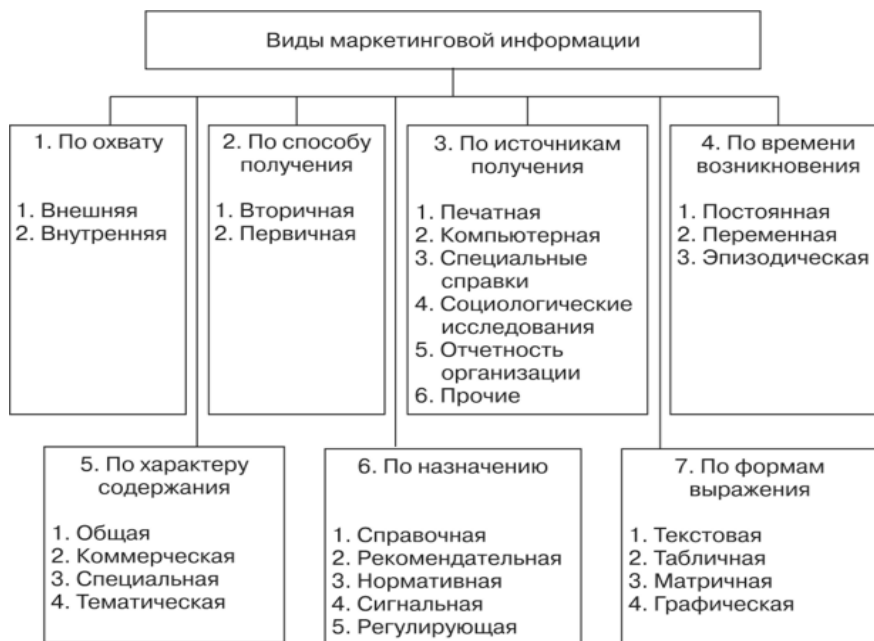 Виды маркетинговой информации
1. По охвату
1. Внешняя
2. Внутренняя
2. По способу
получения
1. Вторичная
2. Первичная
3. По источникам
получения
1. Печатная
2. Компьютерная
3. Специальные
справки
4. Социологические
исследования
5. Отчетность
организации
6. Прочие
4. По времени
возникновения
1. Постоянная
2. Переменная
3. Эпизодическая
5. По характеру
содержания
1. Общая
2. Коммерческая
3. Специальная
4. Тематическая
6. По назначению
1. Справочная
2. Рекомендательная
3. Нормативная
4. Сигнальная
5. Регулирующая
7. По формам
выражения
1. Текстовая
2. Табличная
3. Матричная
4. Графическая